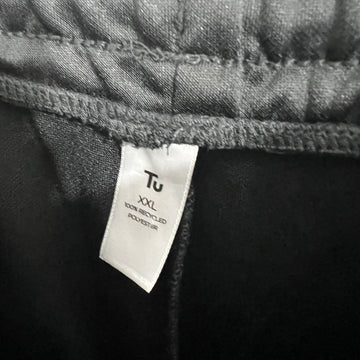 Tu
XXL
100% RECYCLED
POLYESTER